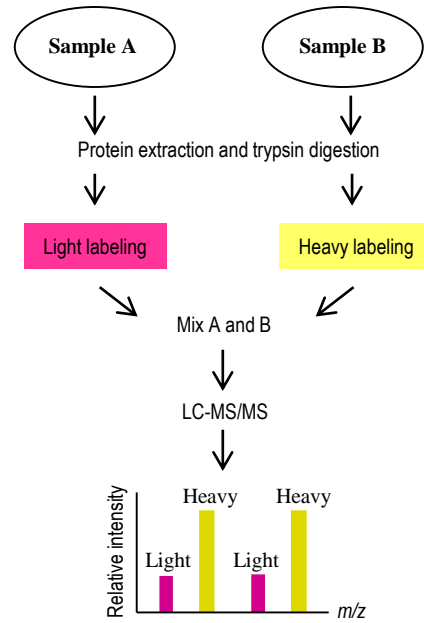 Sample A
Sample B
Protein extraction and trypsin digestion
Light labeling
Heavy labeling
Mix A and B
LC-MS/MS
Relative intensity
Heavy
Heavy
Light
Light
m/z